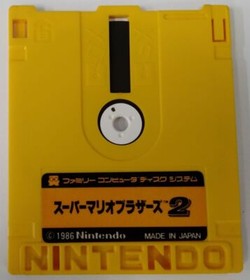 ファミリー コンピュータ ディスク システム
スーパーマリオブラザーズ™2
©1986 Nintendo MADE IN JAPAN
NINTENDO